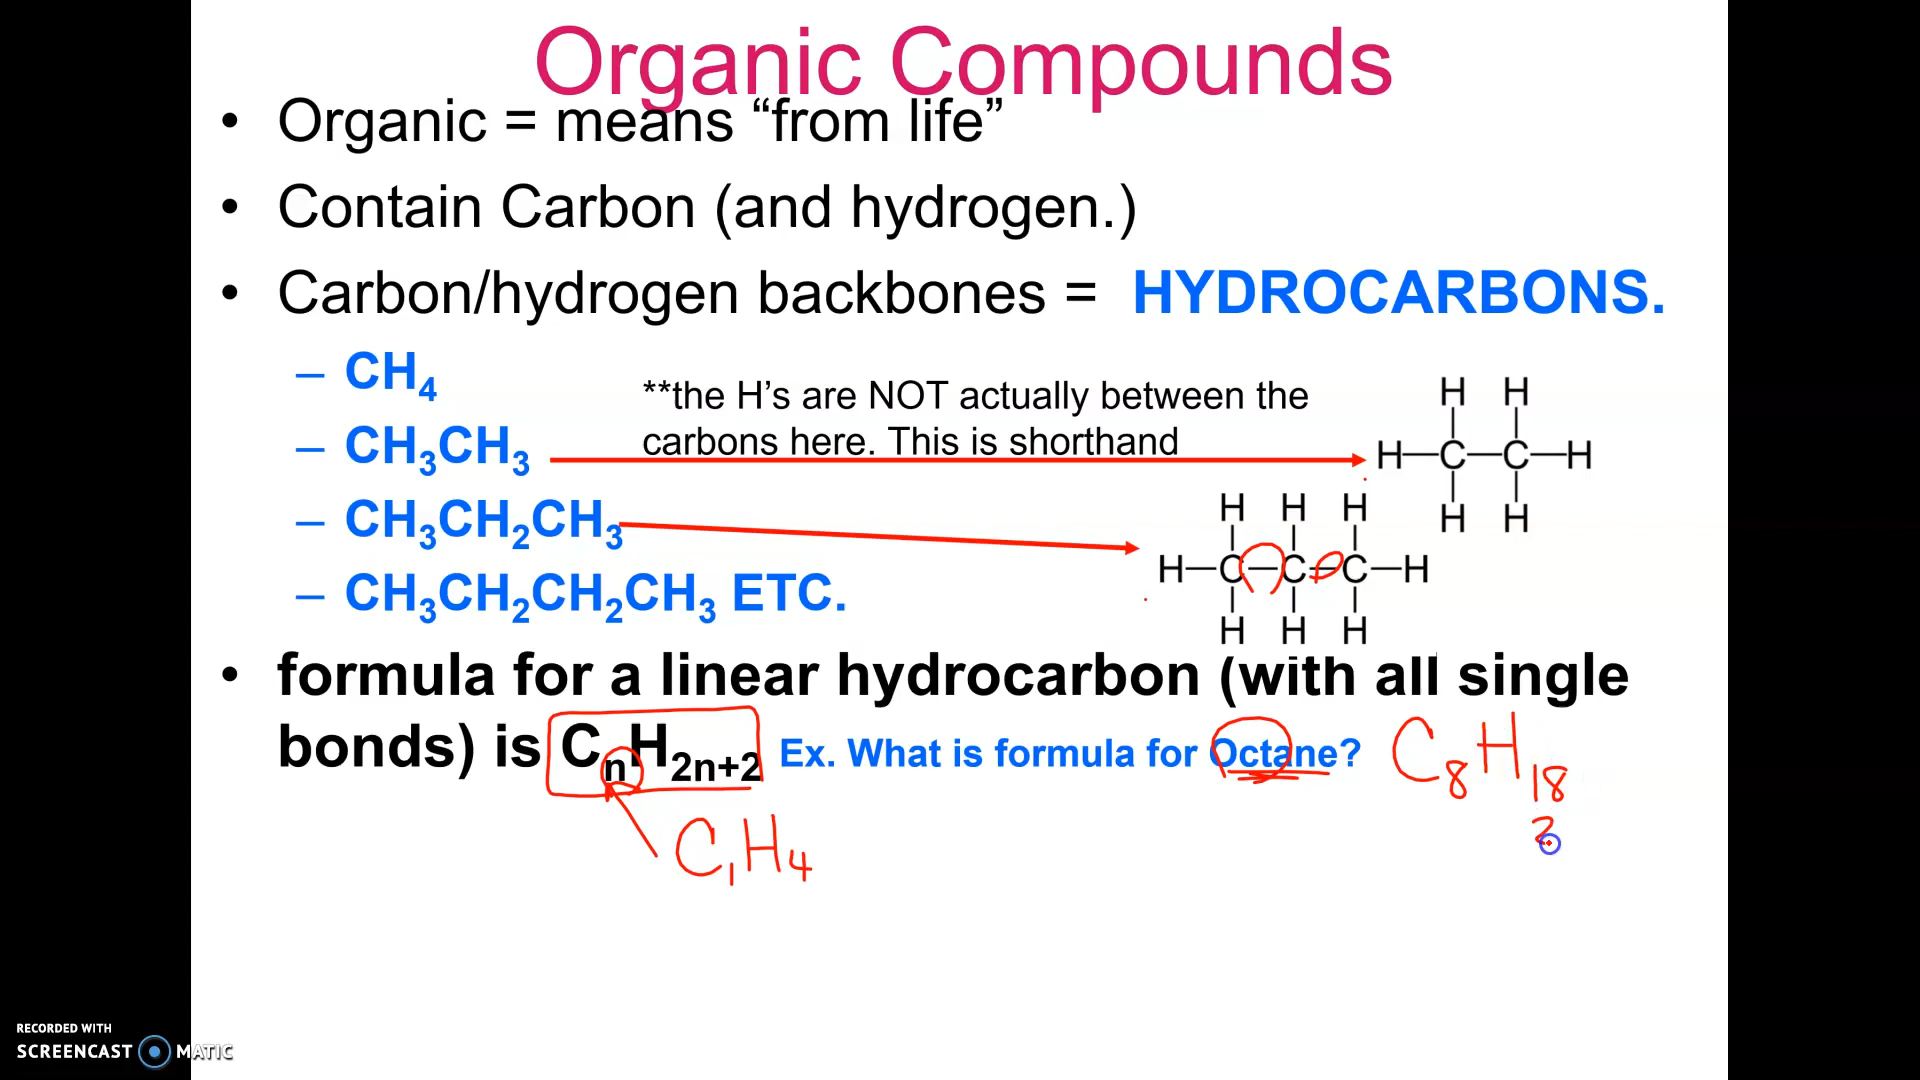 Organic Compounds
• Organic = means “from life”
• Contain Carbon (and hydrogen.)
• Carbon/hydrogen backbones = HYDROCARBONS.
– CH4
**the H’s are NOT actually between the
carbons here. This is shorthand
– CH3CH3
H H
H—C—C—H
H H
– CH3CH2CH3
H H H
H—C—C—C—H
H H H
– CH3CH2CH2CH3 ETC.
• formula for a linear hydrocarbon (with all single
bonds) is CnH2n+2 Ex. What is formula for Octane? C8H18
C1H4
RECORDED WITH
SCREENCAST MATIC